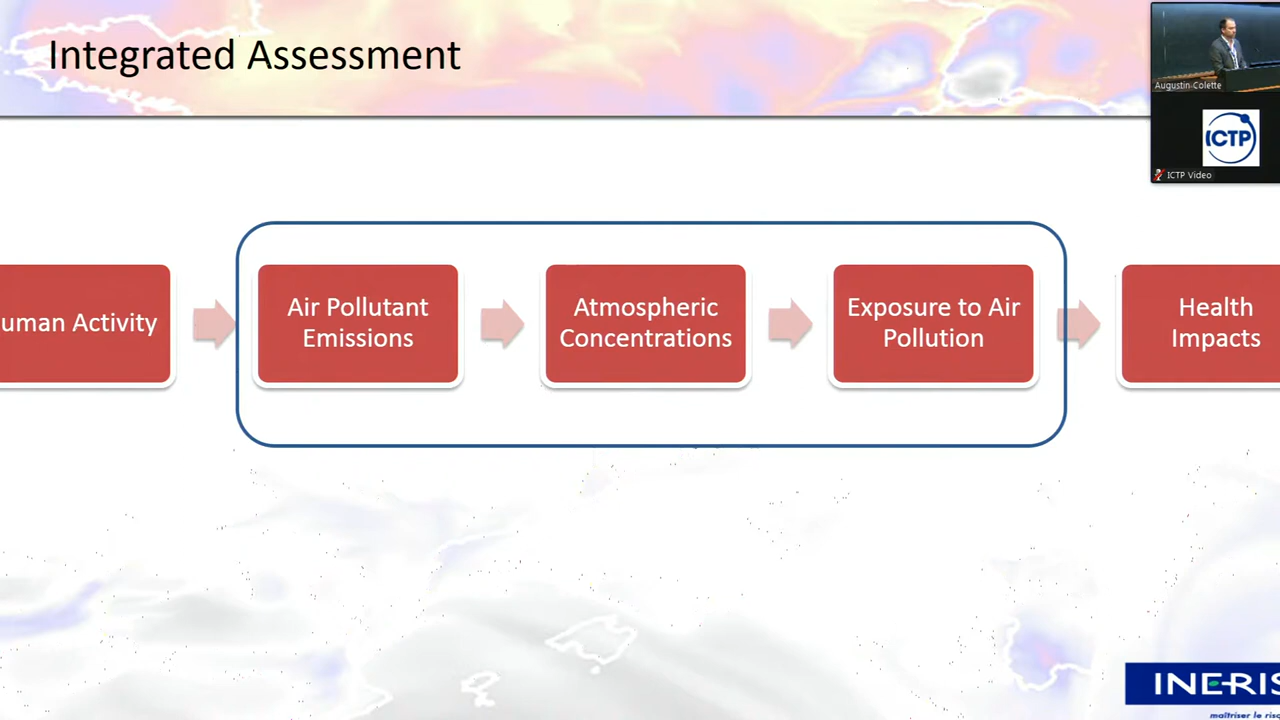 Integrated Assessment
Augustin Colette
ICTP
ICTP Video
uman Activity
Air Pollutant
Emissions
Atmospheric
Concentrations
Exposure to Air
Pollution
Health
Impacts
INERIS
maîtriser le ris